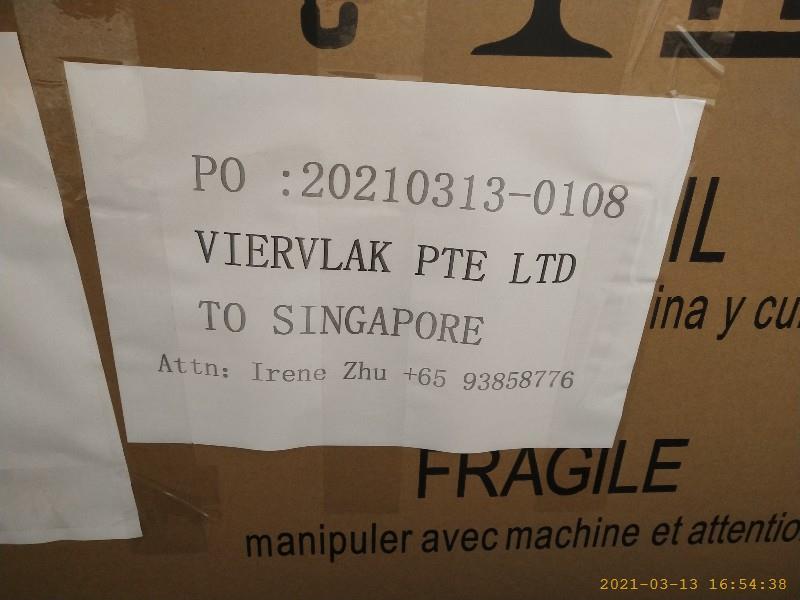 PO :20210313-0108
VIERVLAK PTE LTD
TO SINGAPORE
Attn: Irene Zhu +65 93858776
IL
ina y cu
FRAGILE
manipuler avec machine et attentio
2021-03-13 16:54:38